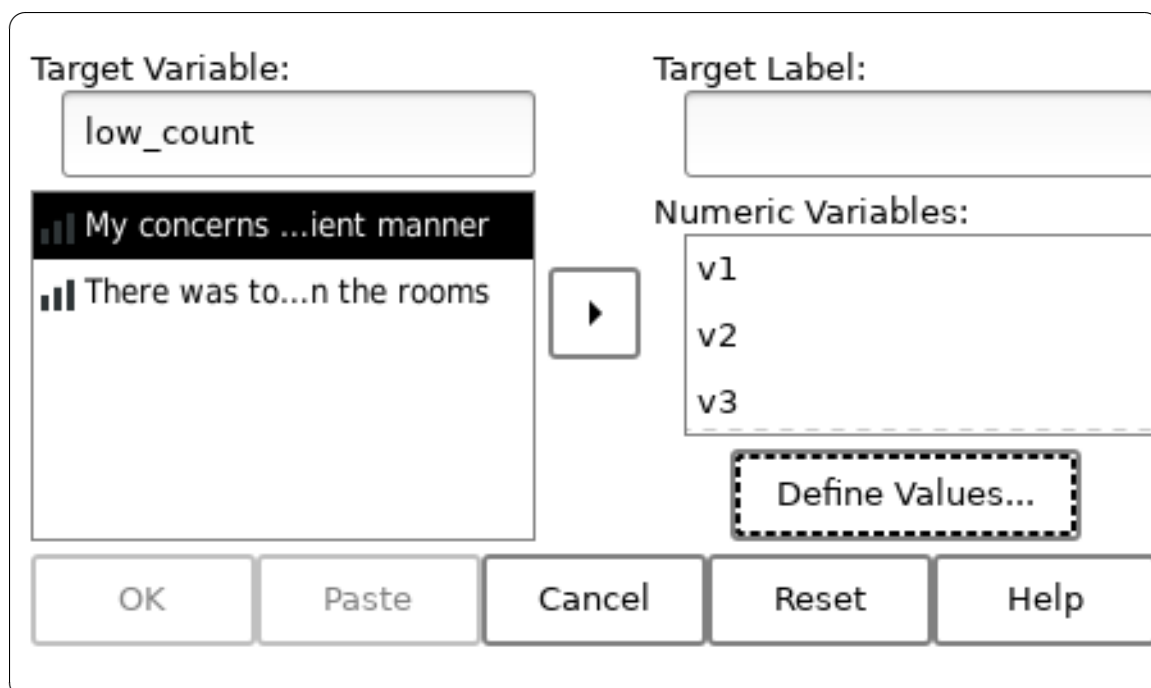 Target Variable:
low_count
My concerns ...ient manner
There was to...n the rooms
Target Label:
Numeric Variables:
v1
v2
v3
Define Values...
OK
Paste
Cancel
Reset
Help